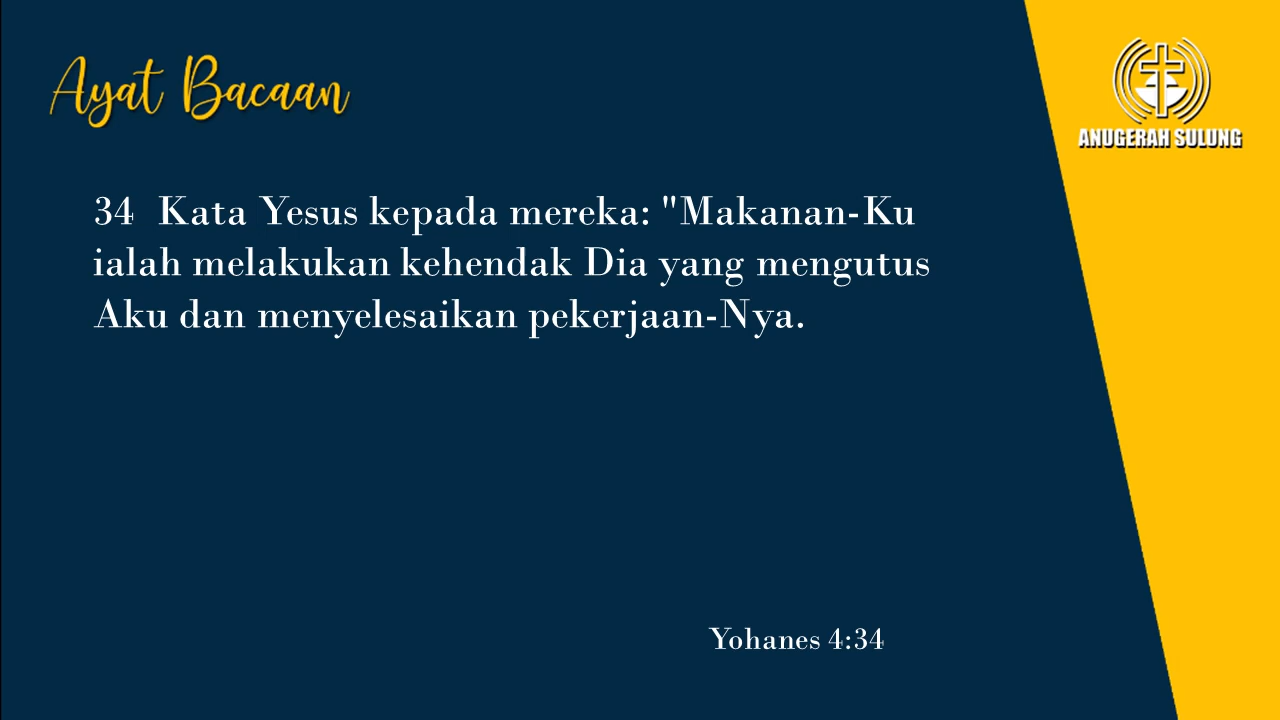 Ayat Bacaan
ANUGERAH SULUNG
34  Kata Yesus kepada mereka: "Makanan-Ku
ialah melakukan kehendak Dia yang mengutus
Aku dan menyelesaikan pekerjaan-Nya.
Yohanes 4:34